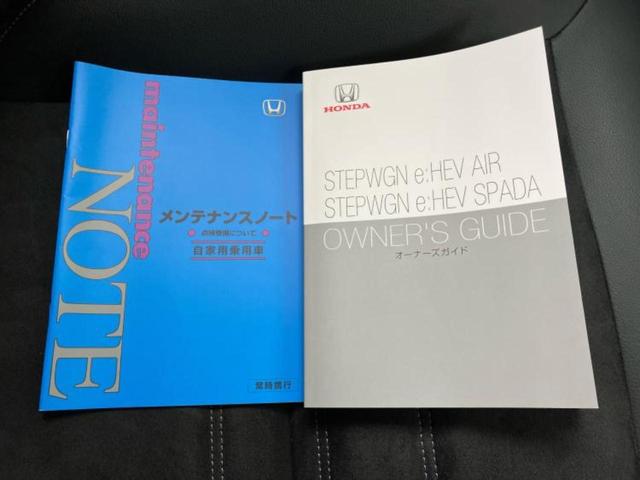 maintenance
NOTE
メンテナンスノート
点検整備について
自家用乗用車
常時携行
HONDA
STEPWGN e:HEV AIR
STEPWGN e:HEV SPADA
OWNER'S GUIDE
オーナーズガイド